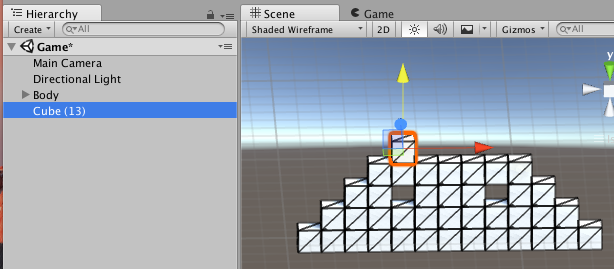 Hierarchy
Create
All
Game*
Main Camera
Directional Light
Body
Cube (13)
Scene
Game
Shaded Wireframe
2D
Gizmos
All
y